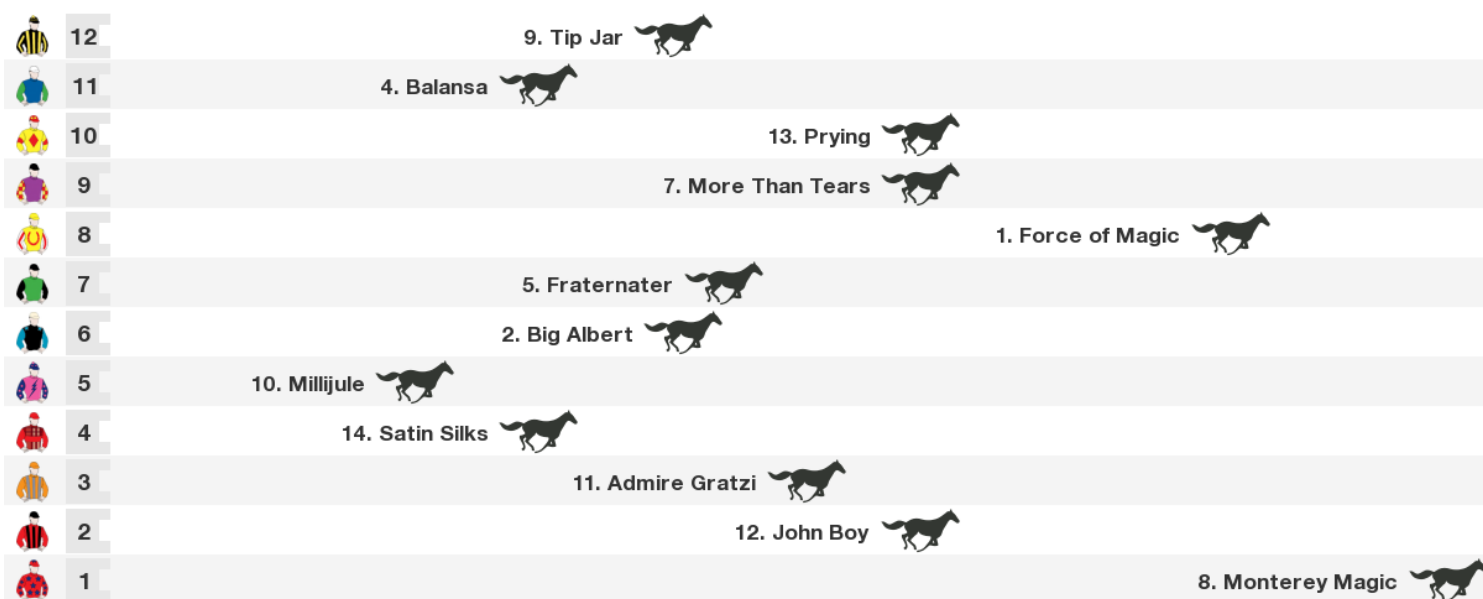 12 9. Tip Jar
11 4. Balansa
10 13. Prying
9 7. More Than Tears
8 1. Force of Magic
7 5. Fraternater
6 2. Big Albert
5 10. Millijule
4 14. Satin Silks
3 11. Admire Gratzi
2 12. John Boy
1 8. Monterey Magic